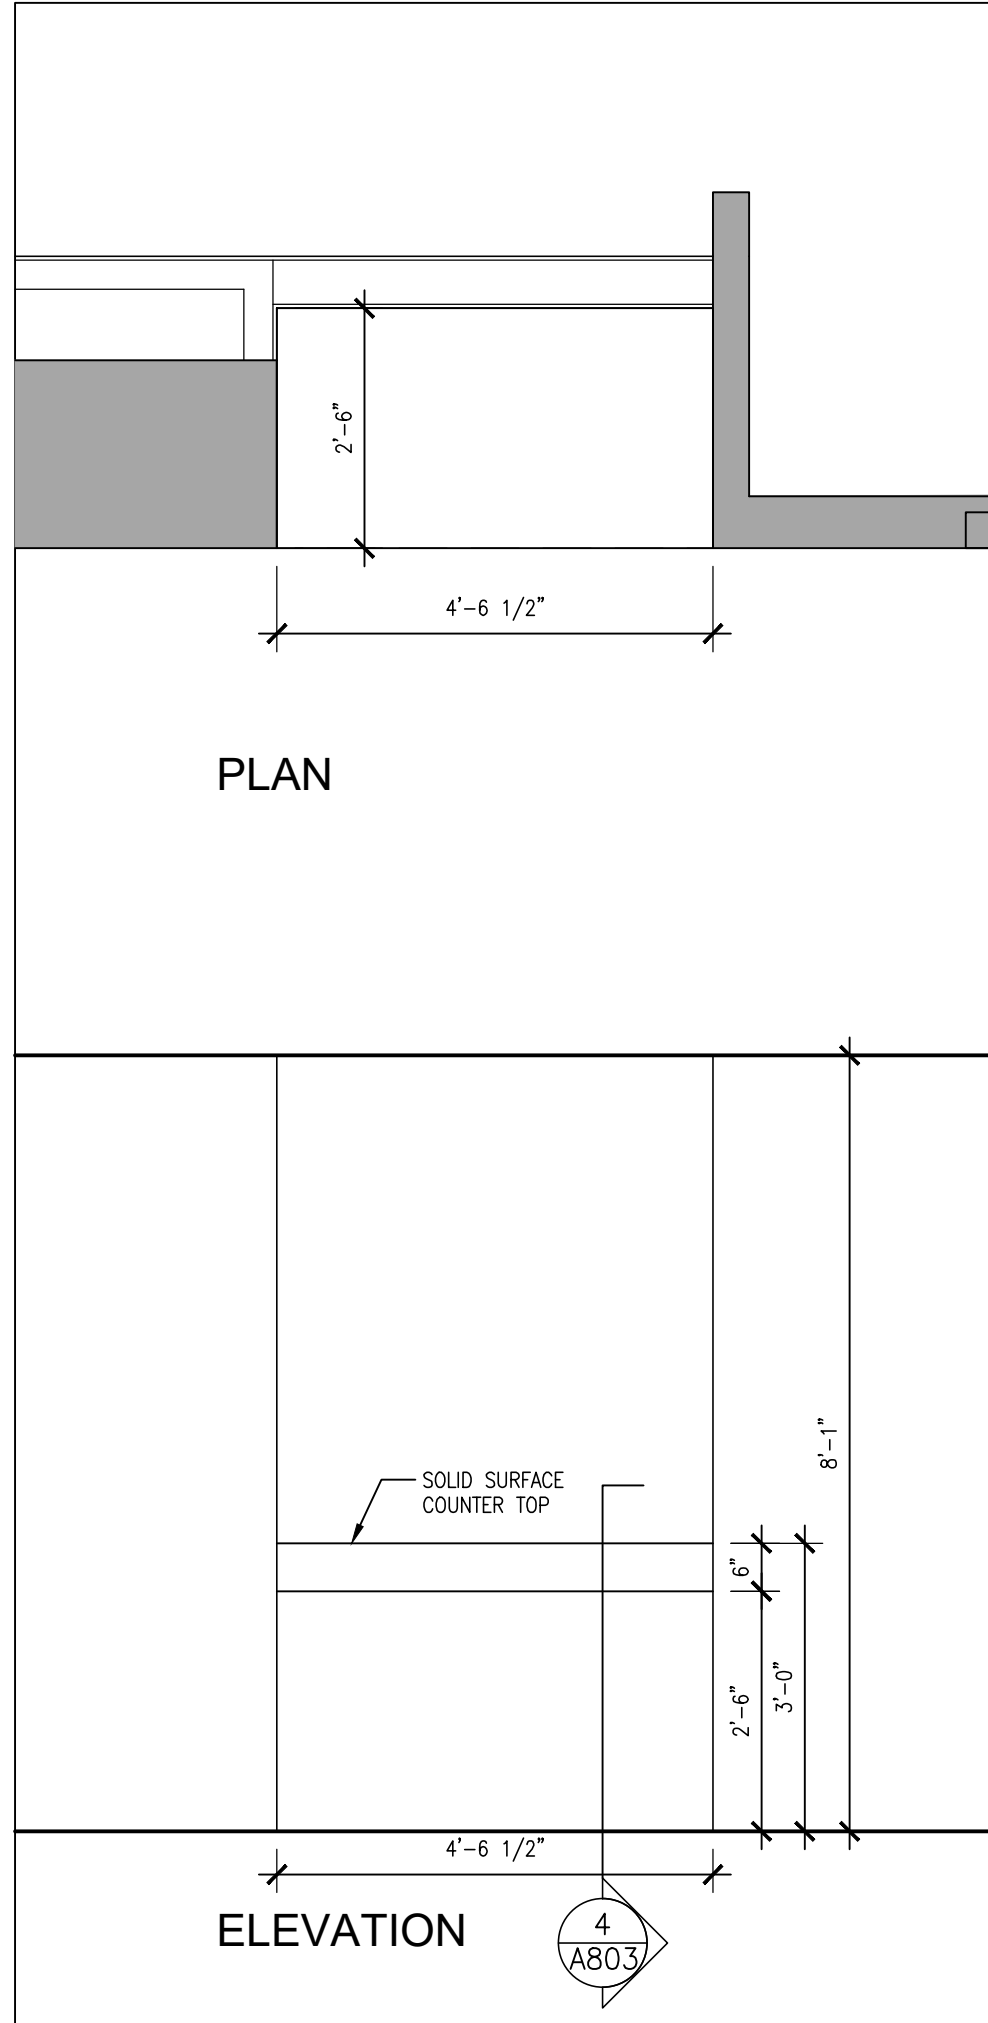 2'-6"
4'-6 1/2"
PLAN
8'-1"
SOLID SURFACE
COUNTER TOP
6"
2'-6"
3'-0"
4'-6 1/2"
ELEVATION
4
A803